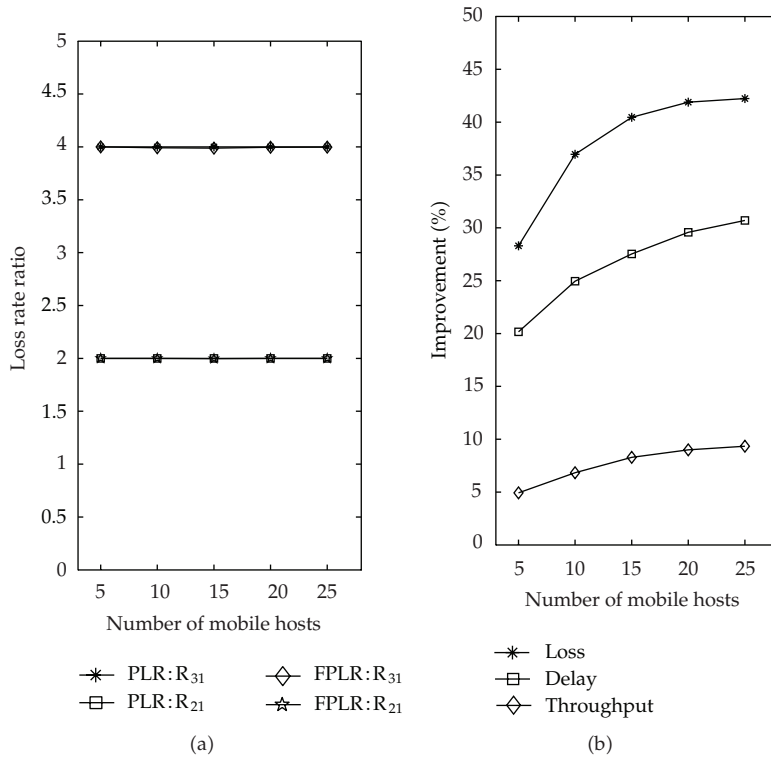 5
4.5
4
3.5
3
2.5
2
1.5
1
0.5
0
Loss rate ratio
5 10 15 20 25
Number of mobile hosts
PLR:R31 FPLR:R31
PLR:R21 FPLR:R21
(a)
50
45
40
35
30
25
20
15
10
5
0
Improvement (%)
5 10 15 20 25
Number of mobile hosts
Loss
Delay
Throughput
(b)